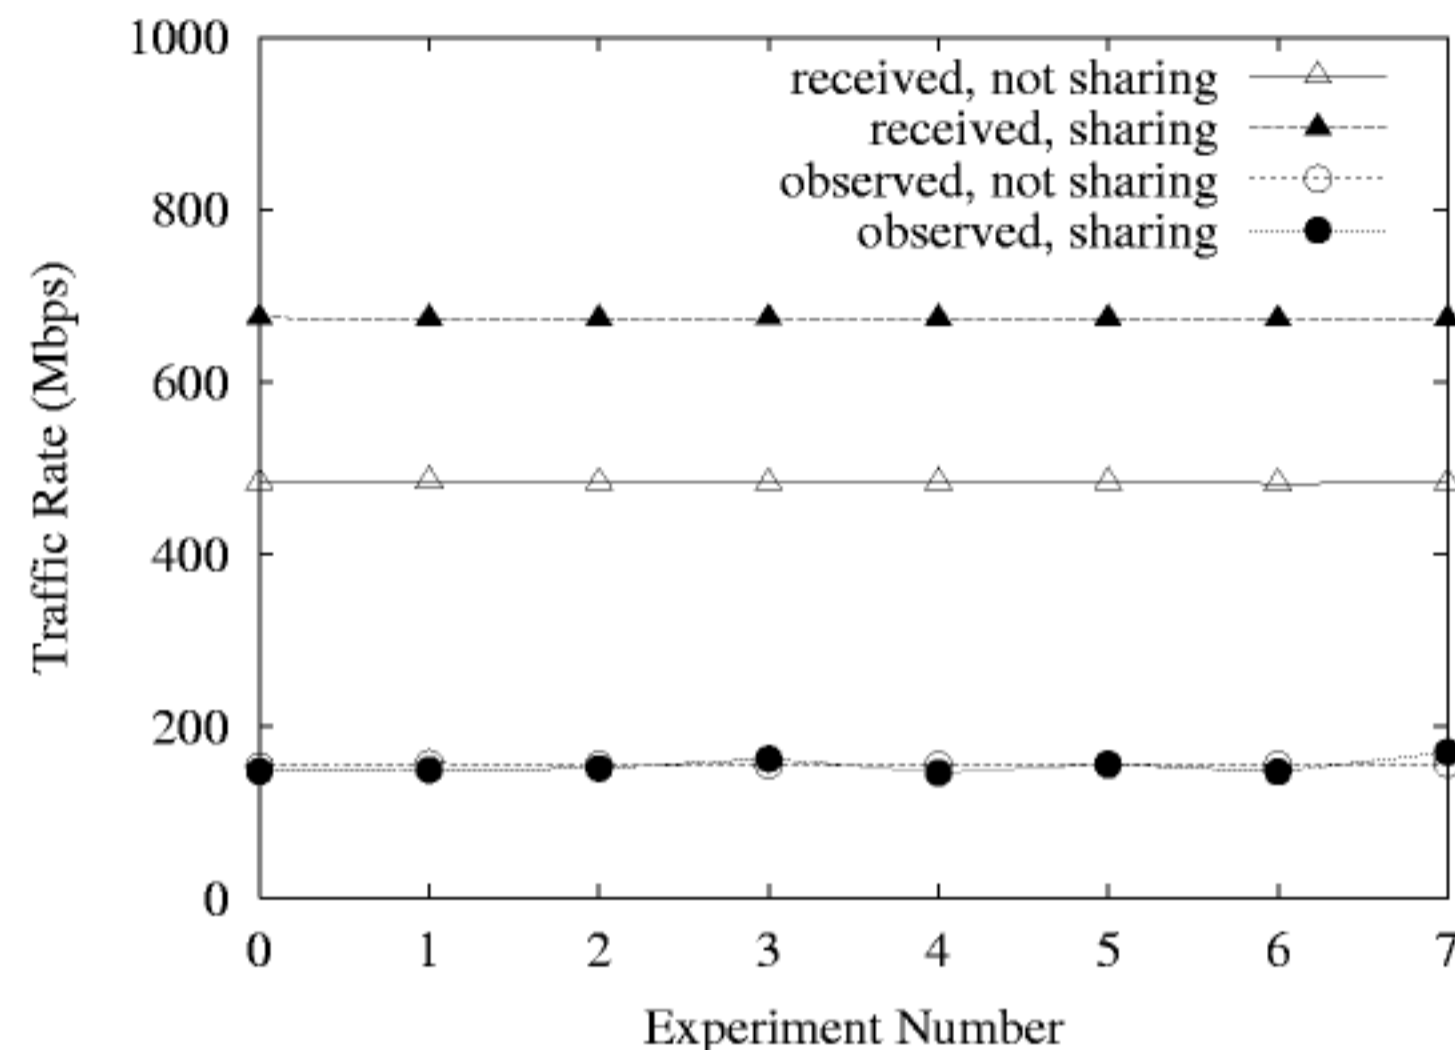 1000
received, not sharing
received, sharing
observed, not sharing
observed, sharing
800
600
400
200
0
Traffic Rate (Mbps)
0 1 2 3 4 5 6 7
Experiment Number